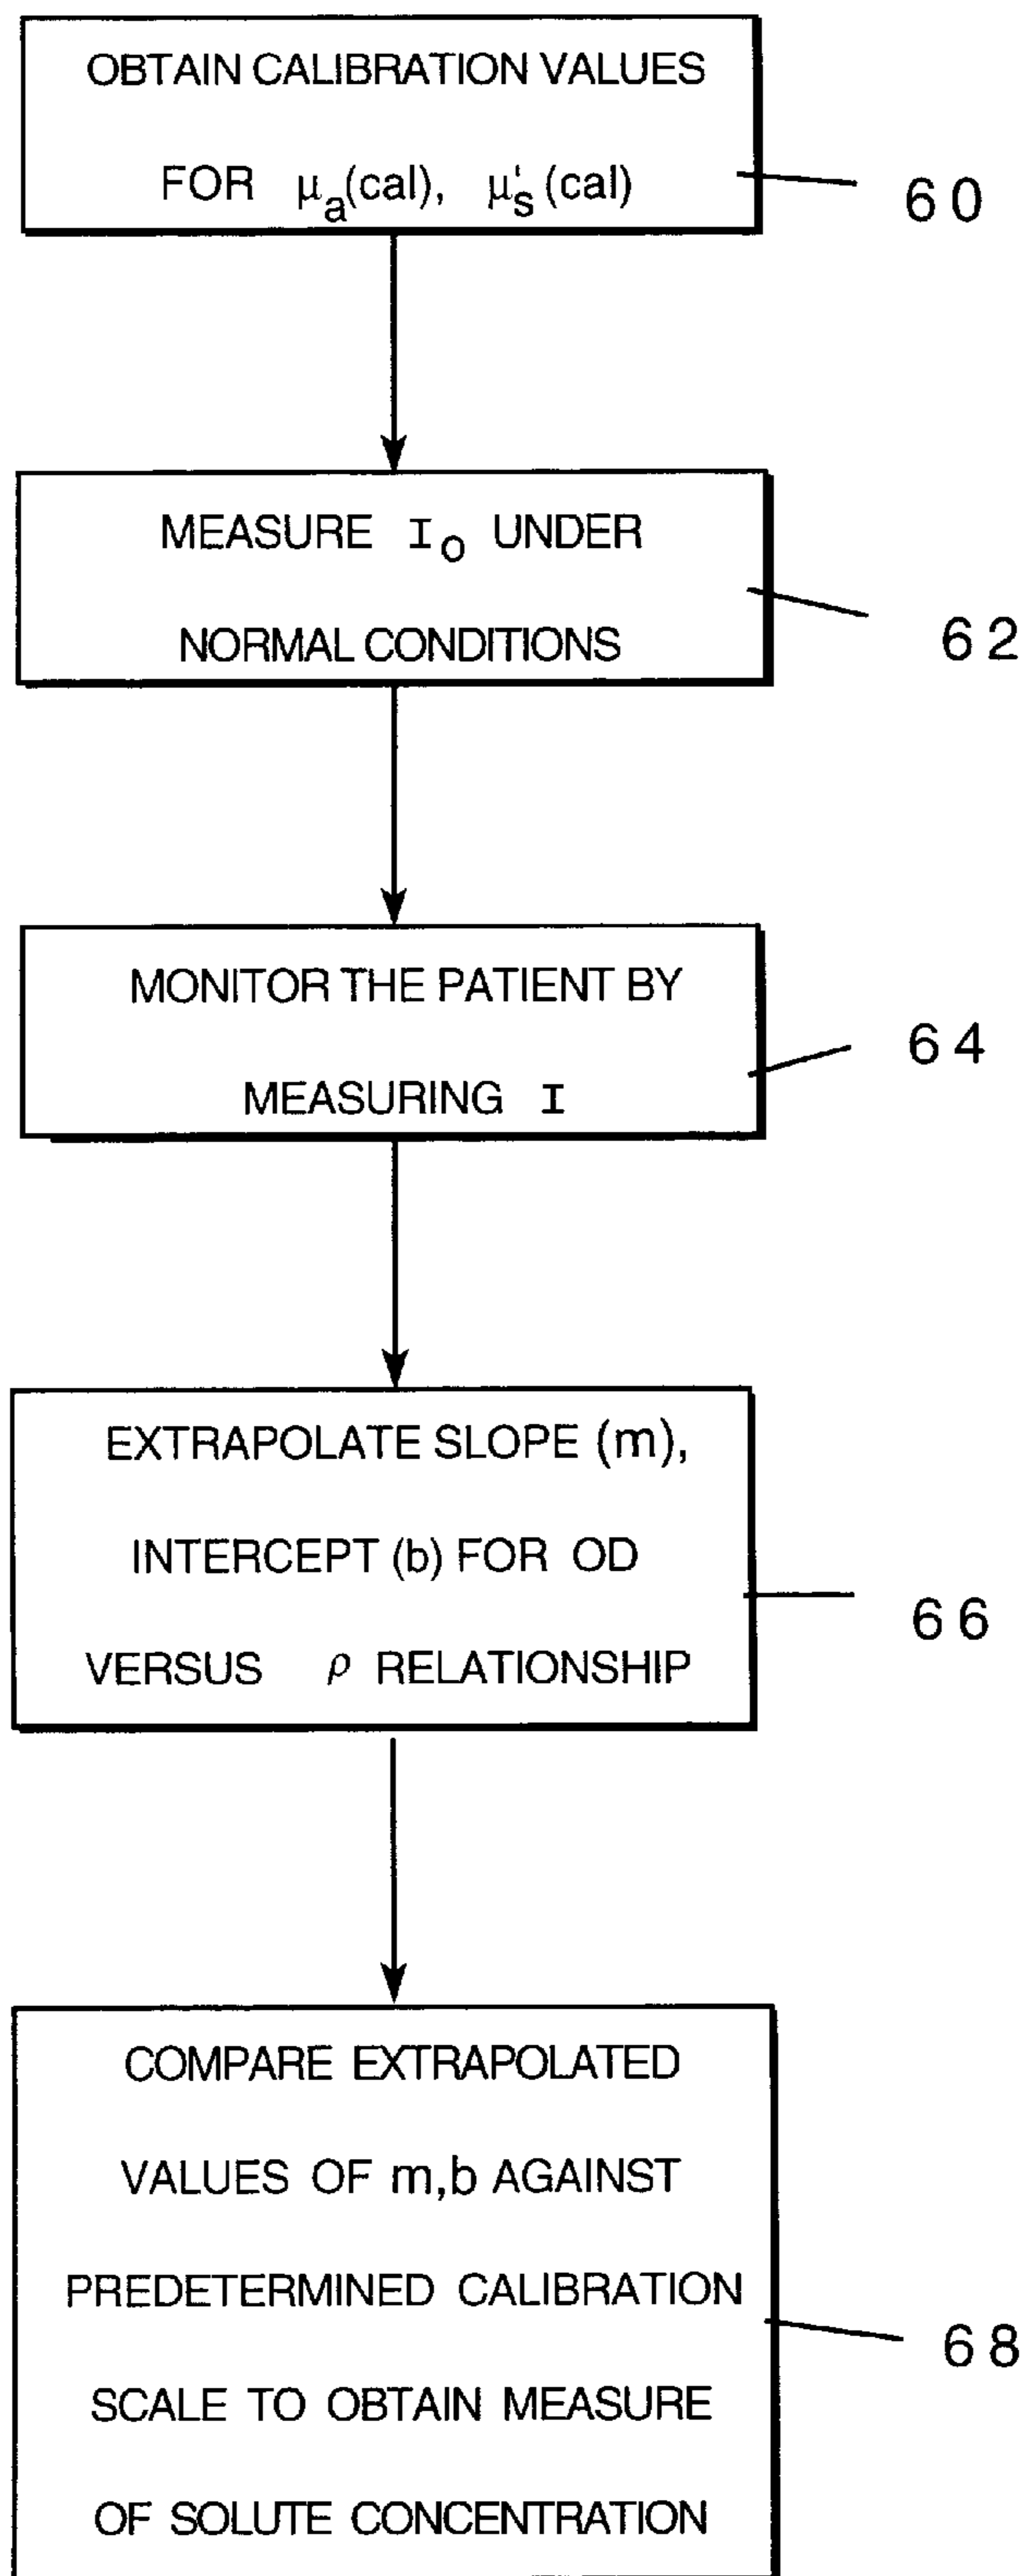 OBTAIN CALIBRATION VALUES
FOR μa(cal), μ's(cal)
60
MEASURE Io UNDER
NORMAL CONDITIONS
62
MONITOR THE PATIENT BY
MEASURING I
64
EXTRAPOLATE SLOPE (m),
INTERCEPT (b) FOR OD
VERSUS ρ RELATIONSHIP
66
COMPARE EXTRAPOLATED
VALUES OF m,b AGAINST
PREDETERMINED CALIBRATION
SCALE TO OBTAIN MEASURE
OF SOLUTE CONCENTRATION
68